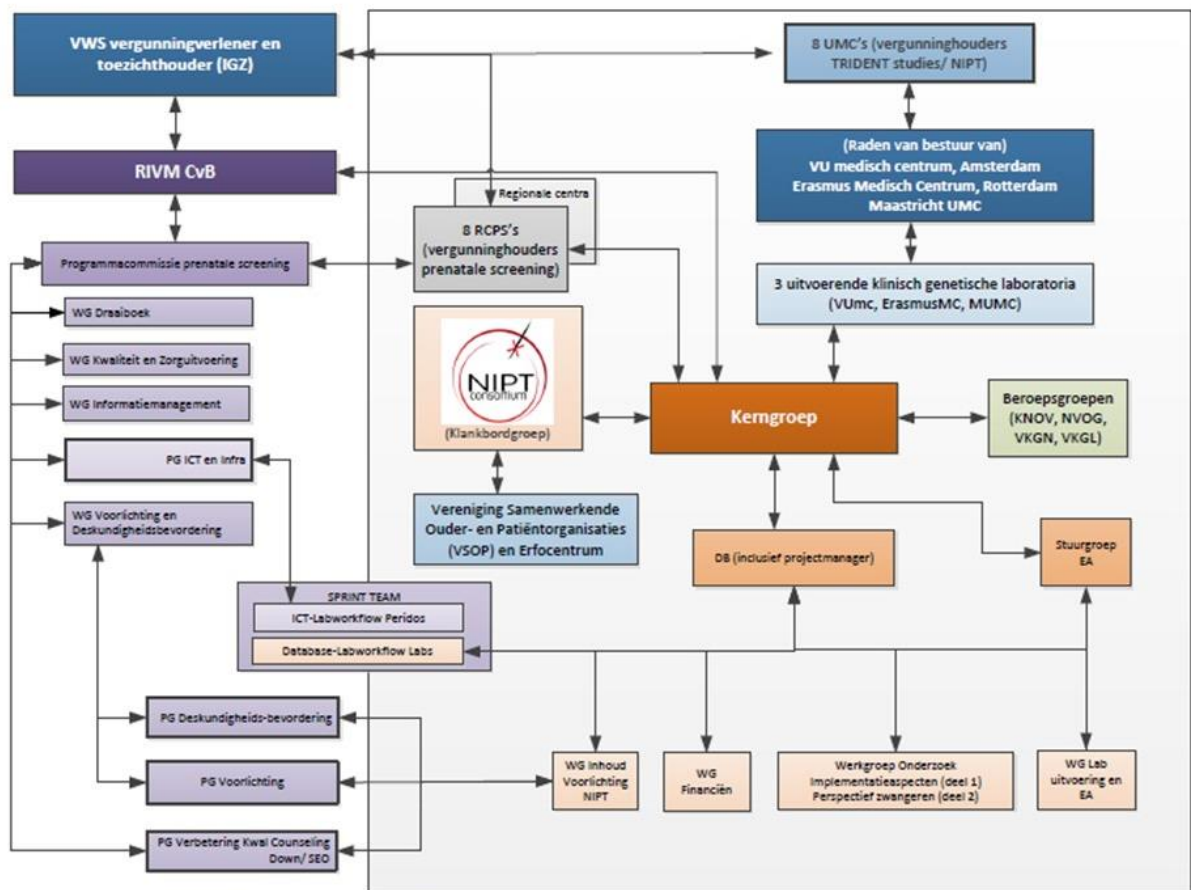 VWS vergunningverlener en
toezichthouder (IGZ)
8 UMC's (vergunninghouders
TRIDENT studies/ NIPT)
RIVM CvB
(Raden van bestuur van)
VU medisch centrum, Amsterdam
Erasmus Medisch Centrum, Rotterdam
Maastricht UMC
Regionale centra
8 RCPS's
(vergunninghouders
prenatale screening)
Programmacommissie prenatale screening
3 uitvoerende klinisch genetische laboratoria
(VUmc, ErasmusMC, MUMC)
WG Draaiboek
WG Kwaliteit en Zorguitvoering
WG Informatiemanagement
PG ICT en Infra
WG Voorlichting en
Deskundigheidsbevordering
NIPT
consortium
(Klankbordgroep)
Kerngroep
Beroepsgroepen
(KNOV, NVOG,
VKGN, VKGL)
Vereniging Samenwerkende
Ouder- en Patiëntorganisaties
(VSOP) en Erfocentrum
DB (inclusief projectmanager)
Stuurgroep
EA
SPRINT TEAM
ICT-Labworkflow Peridos
Database-Labworkflow Labs
PG Deskundigheids-bevordering
PG Voorlichting
PG Verbetering Kwal Counseling
Down/ SEO
WG Inhoud
Voorlichting
NIPT
WG
Financiën
Werkgroep Onderzoek
Implementatieaspecten (deel 1)
Perspectief zwangeren (deel 2)
WG Lab
uitvoering en
EA